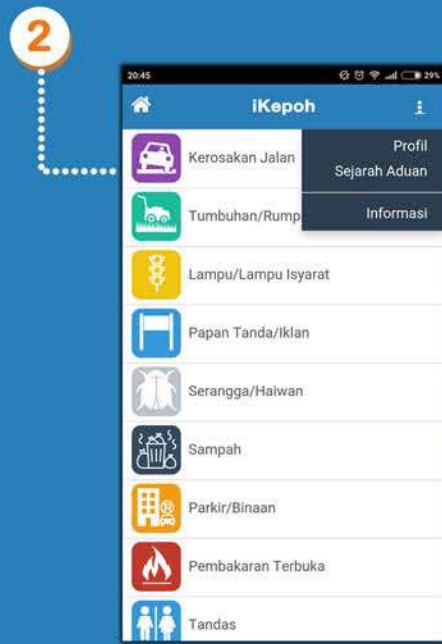 2
20:45
29%
iKepoh
Profil
Sejarah Aduan
Informasi
Kerosakan Jalan
Tumbuhan/Rump
Lampu/Lampu Isyarat
Papan Tanda/Iklan
Serangga/Haiwan
Sampah
Parkir/Binaan
Pembakaran Terbuka
Tandas